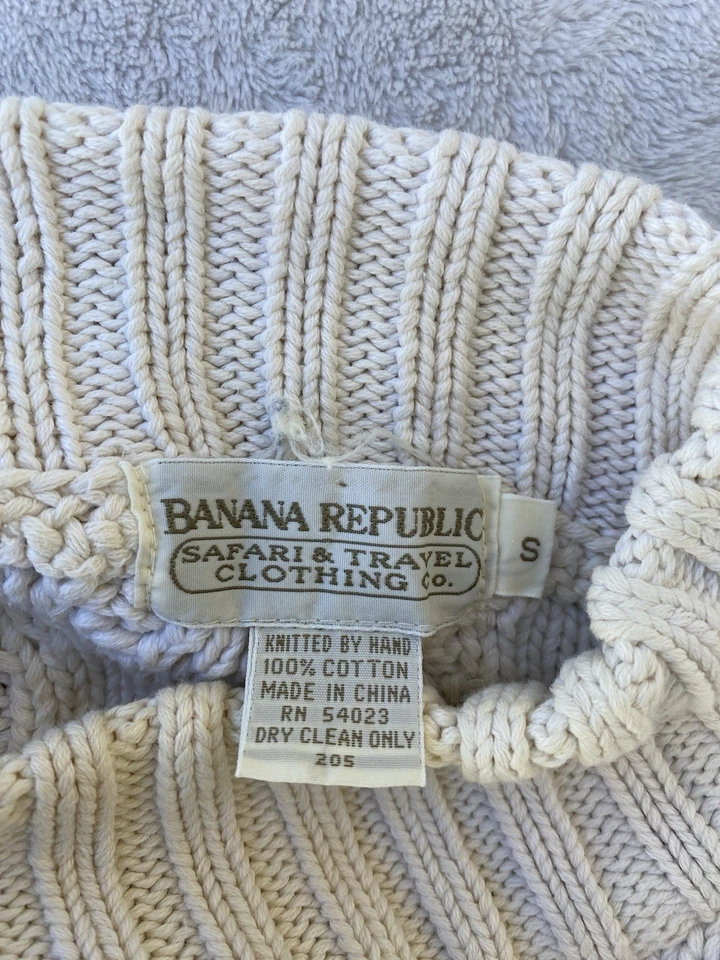 BANANA REPUBLIC
SAFARI & TRAVEL
CLOTHING CO.
S
KNITTED BY HAND
100% COTTON
MADE IN CHINA
RN 54023
DRY CLEAN ONLY
205